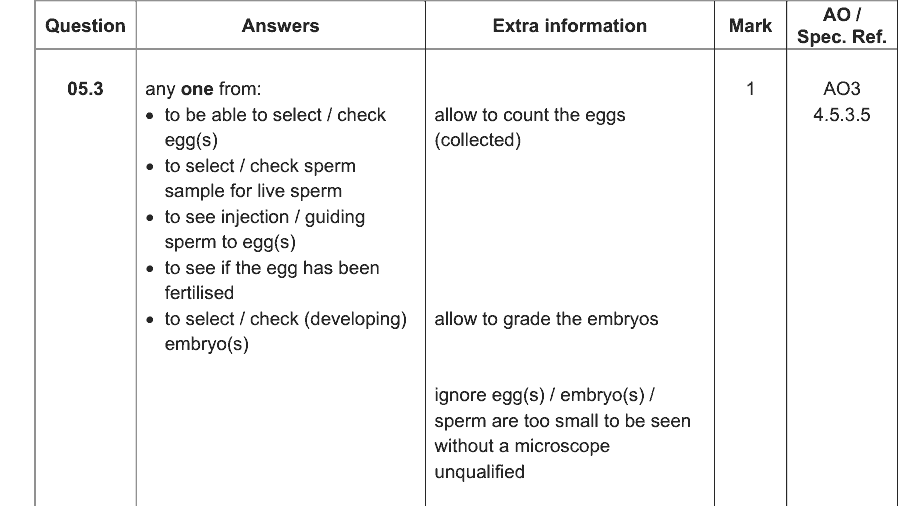 Question Answers Extra information Mark AO / Spec. Ref.
05.3 any one from: 1 AO3
• to be able to select / check allow to count the eggs 4.5.3.5
egg(s) (collected)
• to select / check sperm
sample for live sperm
• to see injection / guiding
sperm to egg(s)
• to see if the egg has been
fertilised
• to select / check (developing) allow to grade the embryos
embryo(s)
ignore egg(s) / embryo(s) /
sperm are too small to be seen
without a microscope
unqualified